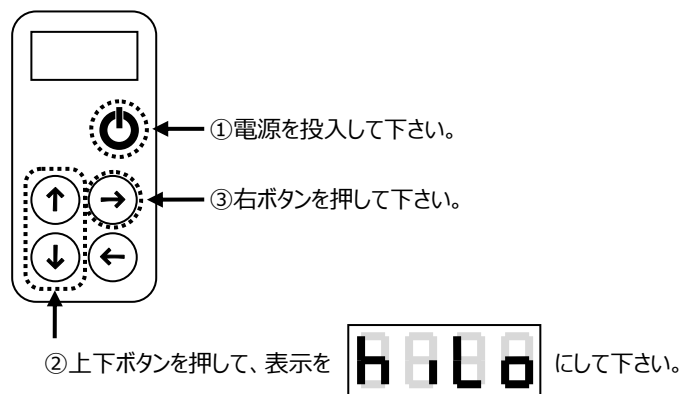 ①電源を投入して下さい。
③右ボタンを押して下さい。
②上下ボタンを押して、表示を hiLo にして下さい。